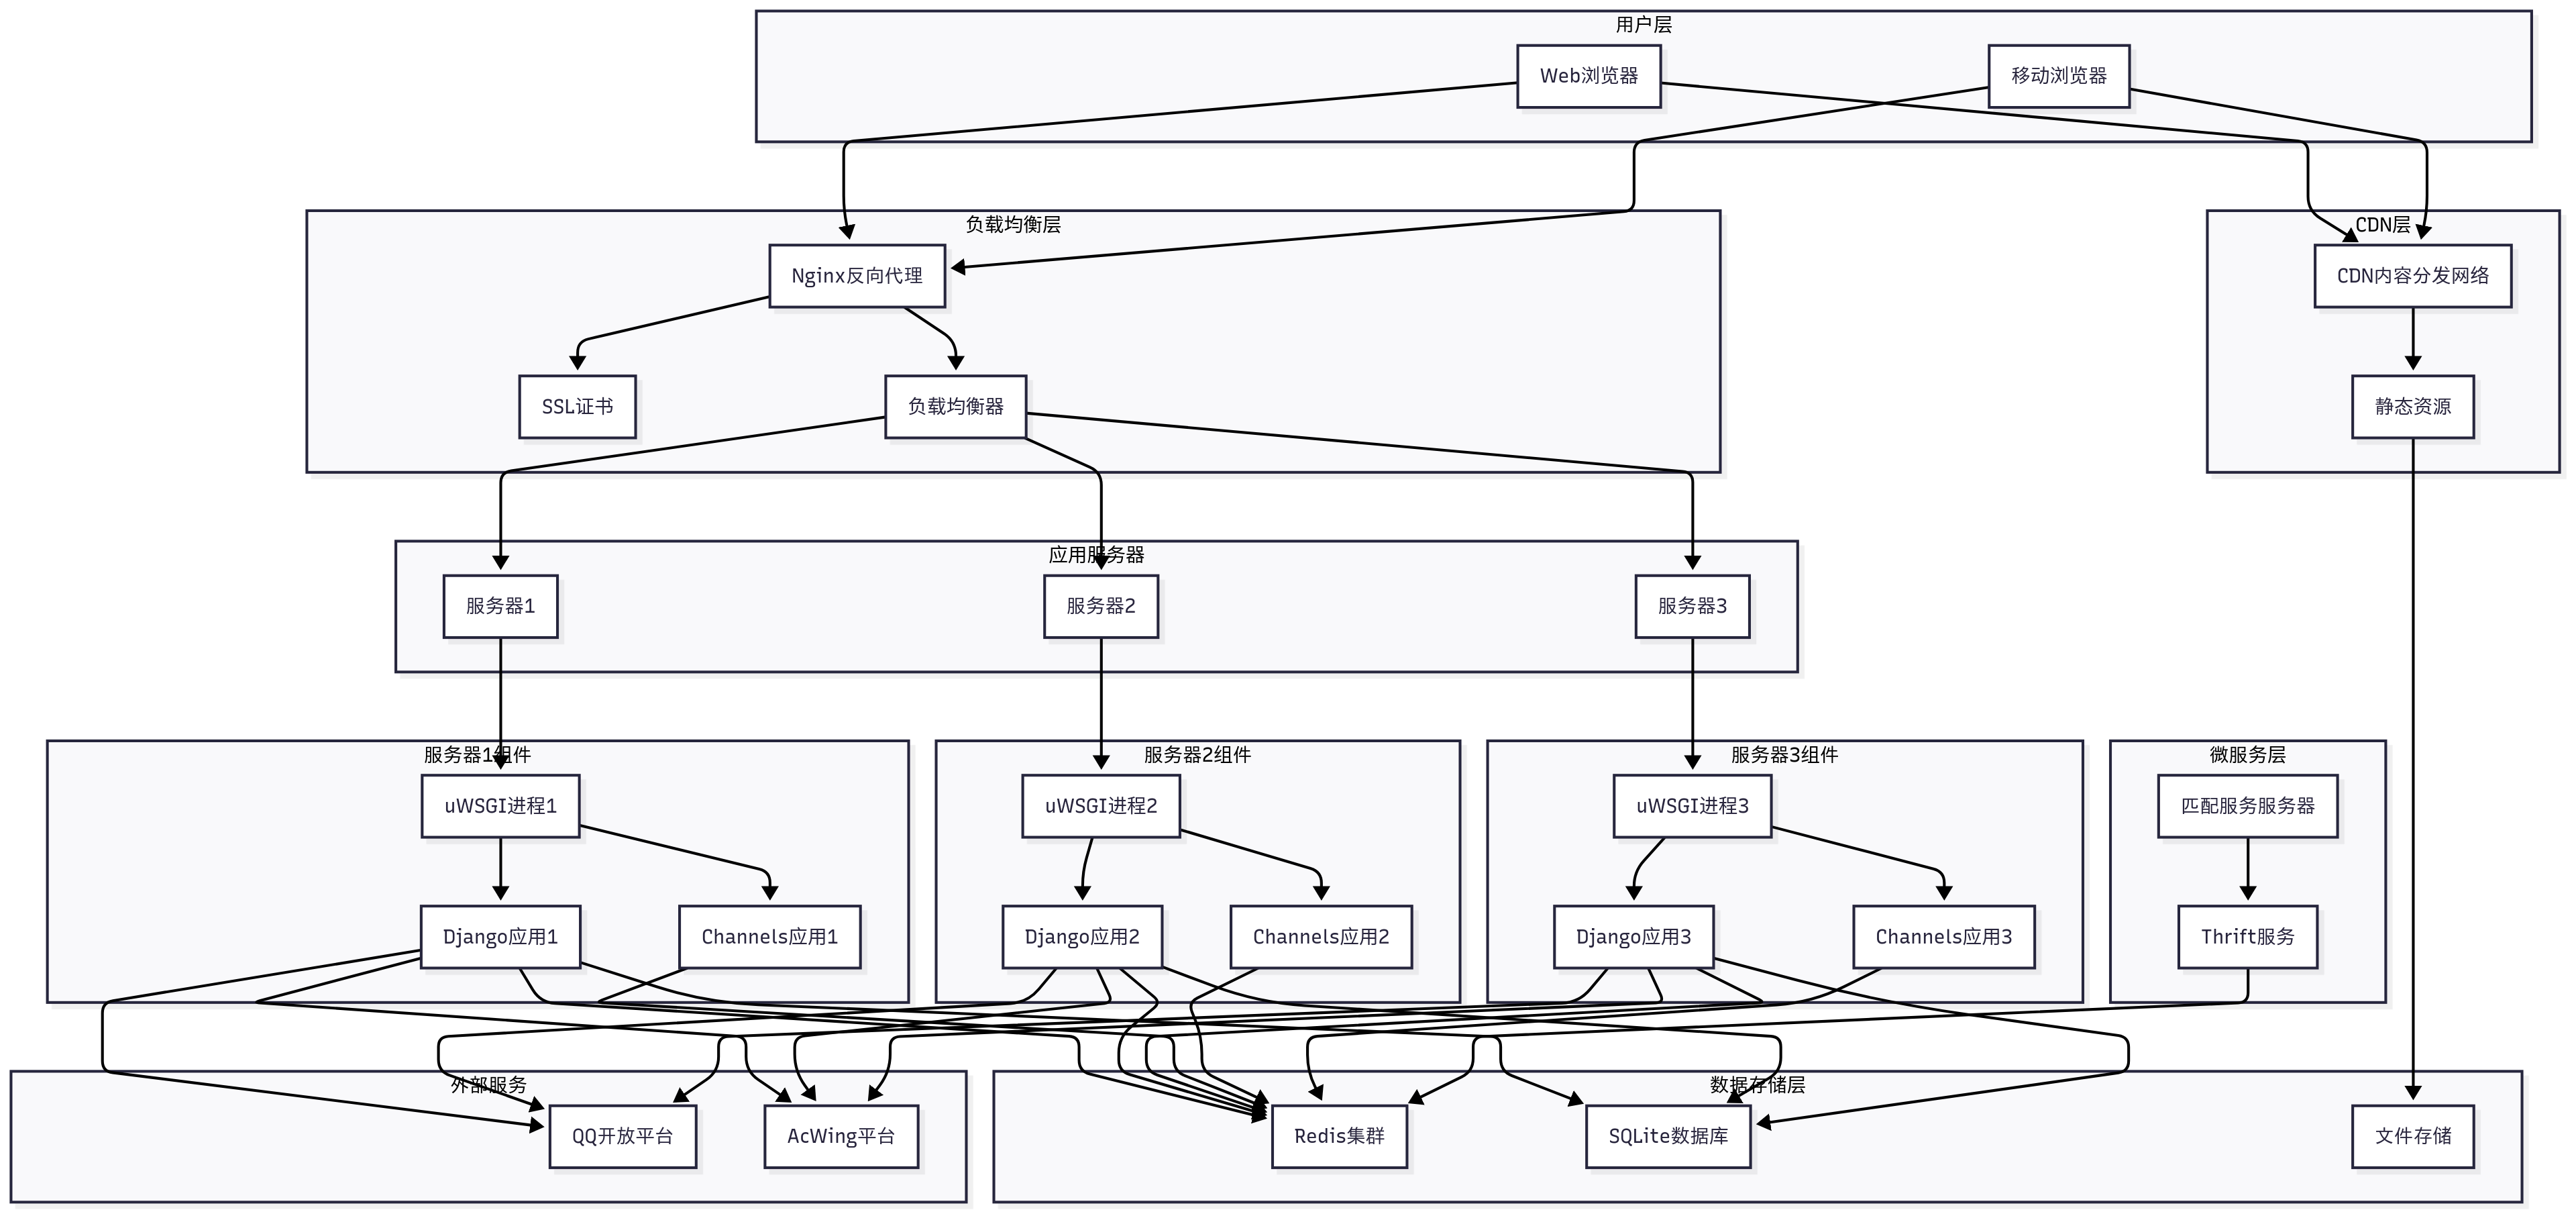 用户层
Web浏览器
移动浏览器
负载均衡层
CDN层
Nginx反向代理
CDN内容分发网络
SSL证书
负载均衡器
静态资源
应用服务器
服务器1
服务器2
服务器3
服务器1组件
服务器2组件
服务器3组件
微服务层
uWSGI进程1
uWSGI进程2
uWSGI进程3
匹配服务服务器
Django应用1
Channels应用1
Django应用2
Channels应用2
Django应用3
Channels应用3
Thrift服务
外部服务
数据存储层
QQ开放平台
AcWing平台
Redis集群
SQLite数据库
文件存储